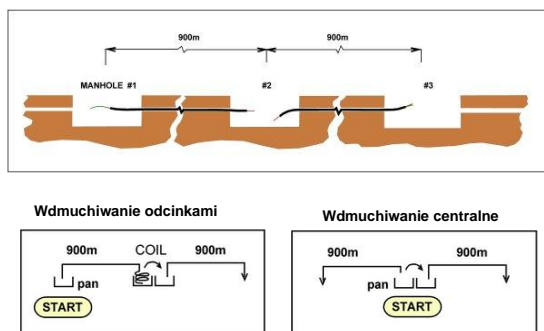 900m 900m
MANHOLE #1 #2 #3
Wdmuchiwanie odcinkami
900m COIL 900m
pan
START
Wdmuchiwanie centralne
900m 900m
pan
START